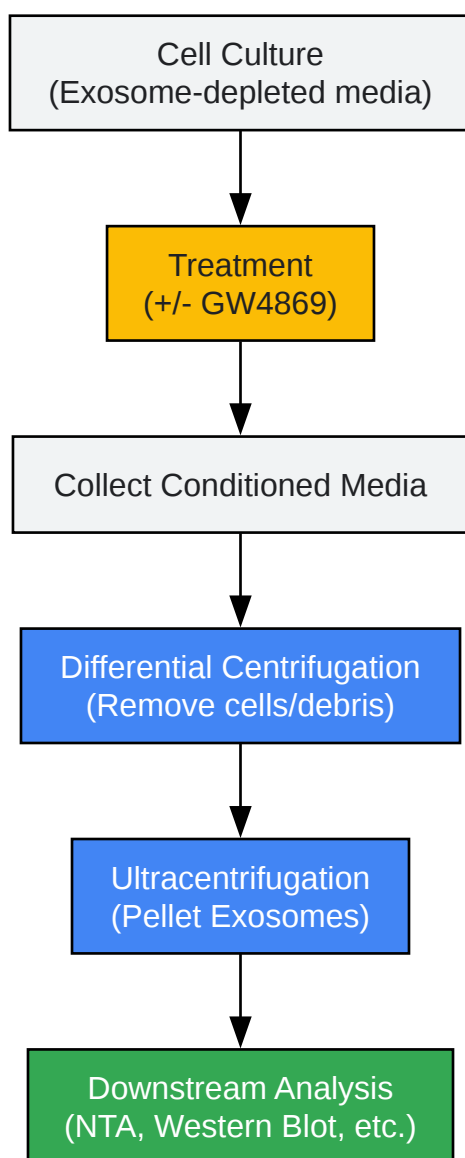 Cell Culture
(Exosome-depleted media)
Treatment
(+/- GW4869)
Collect Conditioned Media
Differential Centrifugation
(Remove cells/debris)
Ultracentrifugation
(Pellet Exosomes)
Downstream Analysis
(NTA, Western Blot, etc.)